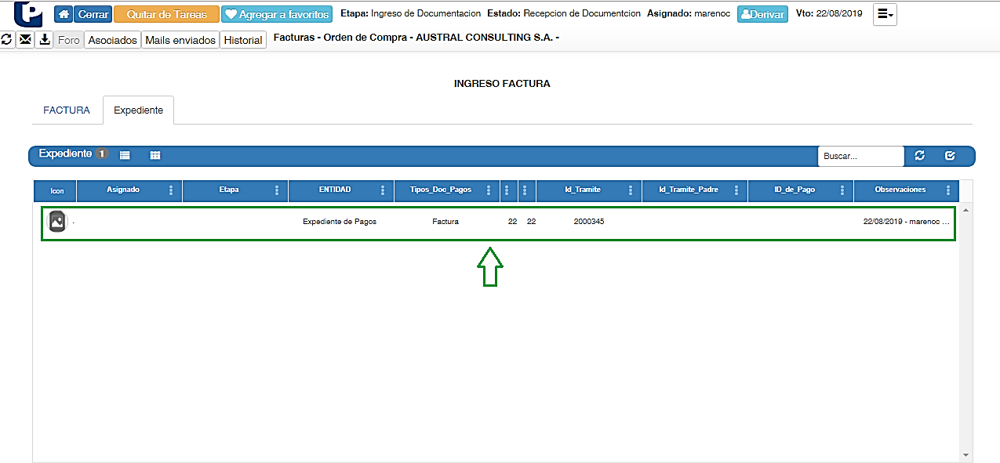 Cerrar Quitar de Tareas Agregar a favoritos Etapa: Ingreso de Documentacion Estado: Recepcion de Documentcion Asignado: marenoc Derivar Vto: 22/08/2019
Foro Asociados Mails enviados Historial Facturas - Orden de Compra - AUSTRAL CONSULTING S.A. -
INGRESO FACTURA
FACTURA Expediente
Expediente 1 Buscar...
Icon Asignado Etapa ENTIDAD Tipos_Doc_Pagos Id_Tramite Id_Tramite_Padre ID_de_Pago Observaciones
. Expediente de Pagos Factura 22 22 2000345 22/08/2019 - marenoc ...